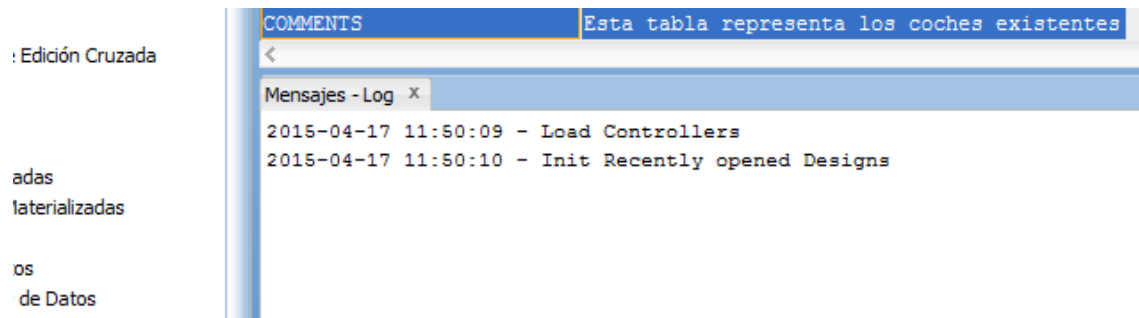 COMMENTS Esta tabla representa los coches existentes
Edición Cruzada
Mensajes - Log x
2015-04-17 11:50:09 - Load Controllers
2015-04-17 11:50:10 - Init Recently opened Designs
adas
Materializadas
os
de Datos